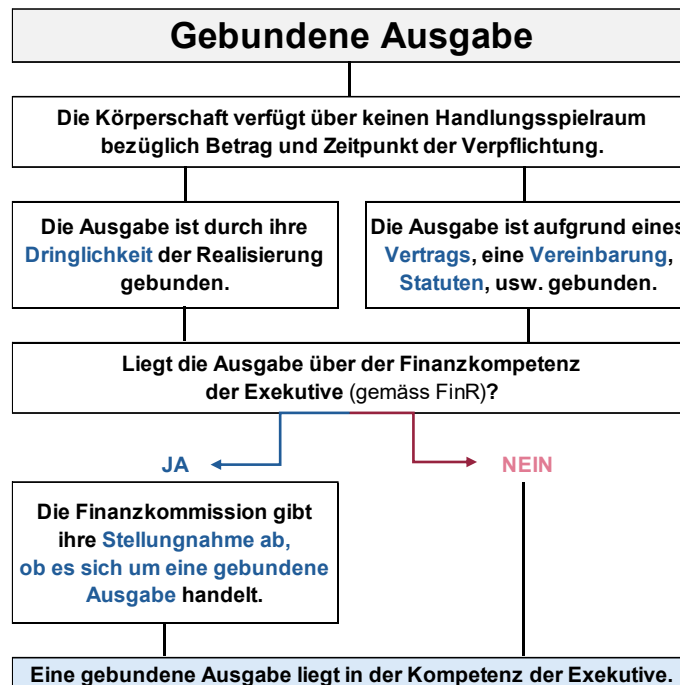 Gebundene Ausgabe
Die Körperschaft verfügt über keinen Handlungsspielraum
bezüglich Betrag und Zeitpunkt der Verpflichtung.
Die Ausgabe ist durch ihre
Dringlichkeit der Realisierung
gebunden.
Die Ausgabe ist aufgrund eines
Vertrags, eine Vereinbarung,
Statuten, usw. gebunden.
Liegt die Ausgabe über der Finanzkompetenz
der Exekutive (gemäss FinR)?
JA
NEIN
Die Finanzkommission gibt
ihre Stellungnahme ab,
ob es sich um eine gebundene
Ausgabe handelt.
Eine gebundene Ausgabe liegt in der Kompetenz der Exekutive.